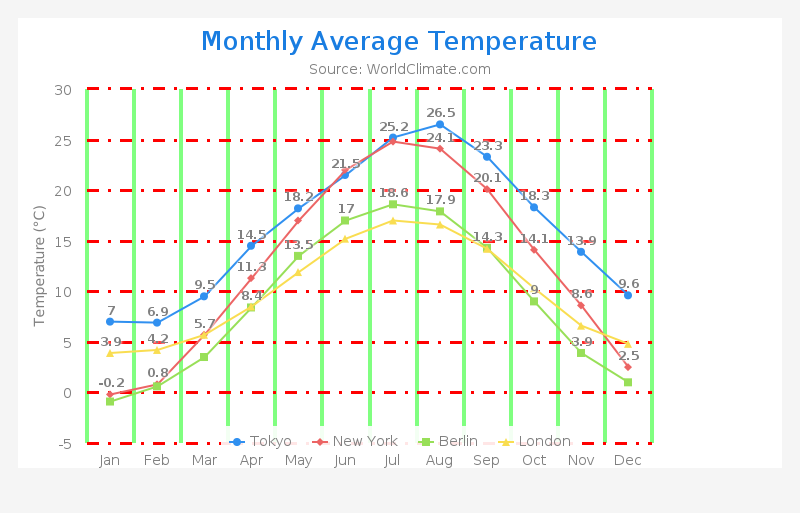 Monthly Average Temperature
Source: WorldClimate.com
Temperature (°C)
30
25
20
15
10
5
0
-5
7 6.9 9.5 14.5 18.2 21.5 25.2 26.5 23.3 18.3 13.9 9.6
-0.2 0.8 5.7 11.3 24.1 20.1 14.1 8.6 2.5
8.4 13.5 17 18.6 17.9 14.3 9 3.9
3.9 4.2
Tokyo New York Berlin London
Jan Feb Mar Apr May Jun Jul Aug Sep Oct Nov Dec